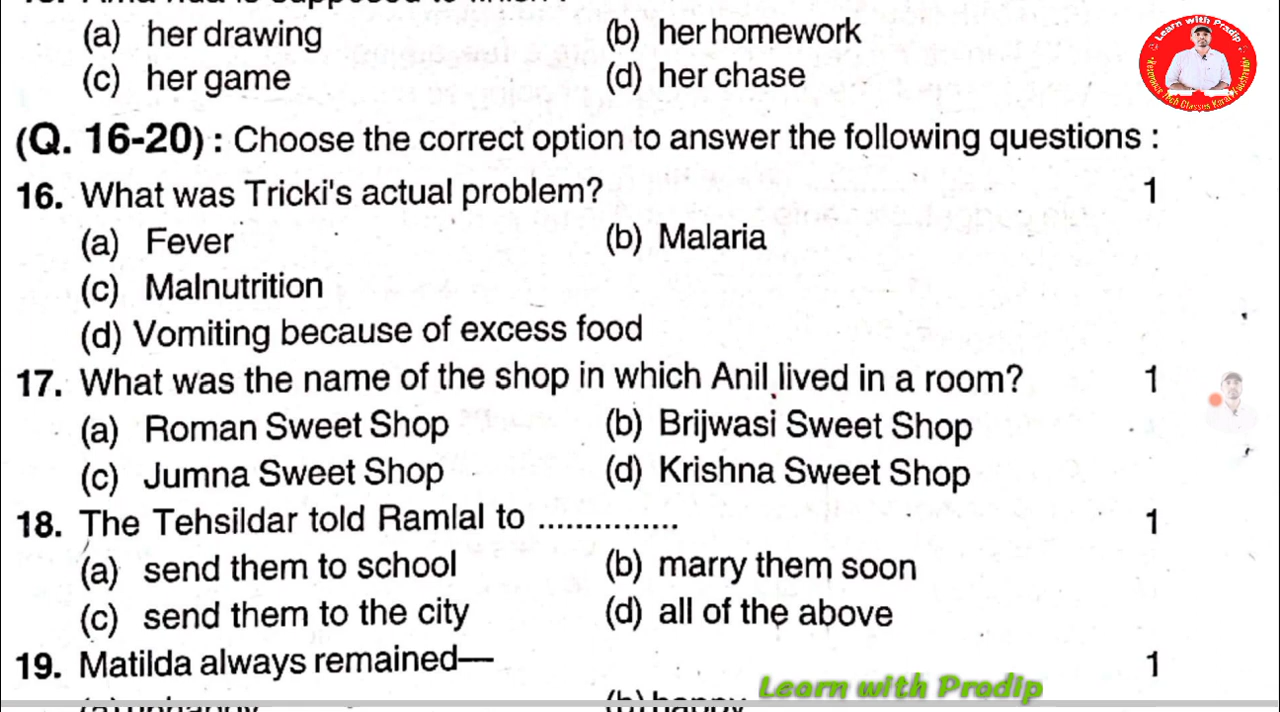 (a) her drawing (b) her homework
(c) her game (d) her chase
Learn with Pradip
(Q. 16-20) : Choose the correct option to answer the following questions :
16. What was Tricki's actual problem? 1
(a) Fever (b) Malaria
(c) Malnutrition
(d) Vomiting because of excess food
17. What was the name of the shop in which Anil lived in a room? 1
(a) Roman Sweet Shop (b) Brijwasi Sweet Shop
(c) Jumna Sweet Shop (d) Krishna Sweet Shop
18. The Tehsildar told Ramlal to ............... 1
(a) send them to school (b) marry them soon
(c) send them to the city (d) all of the above
19. Matilda always remained— 1
(a) unhappy (b) happy
Learn with Pradip